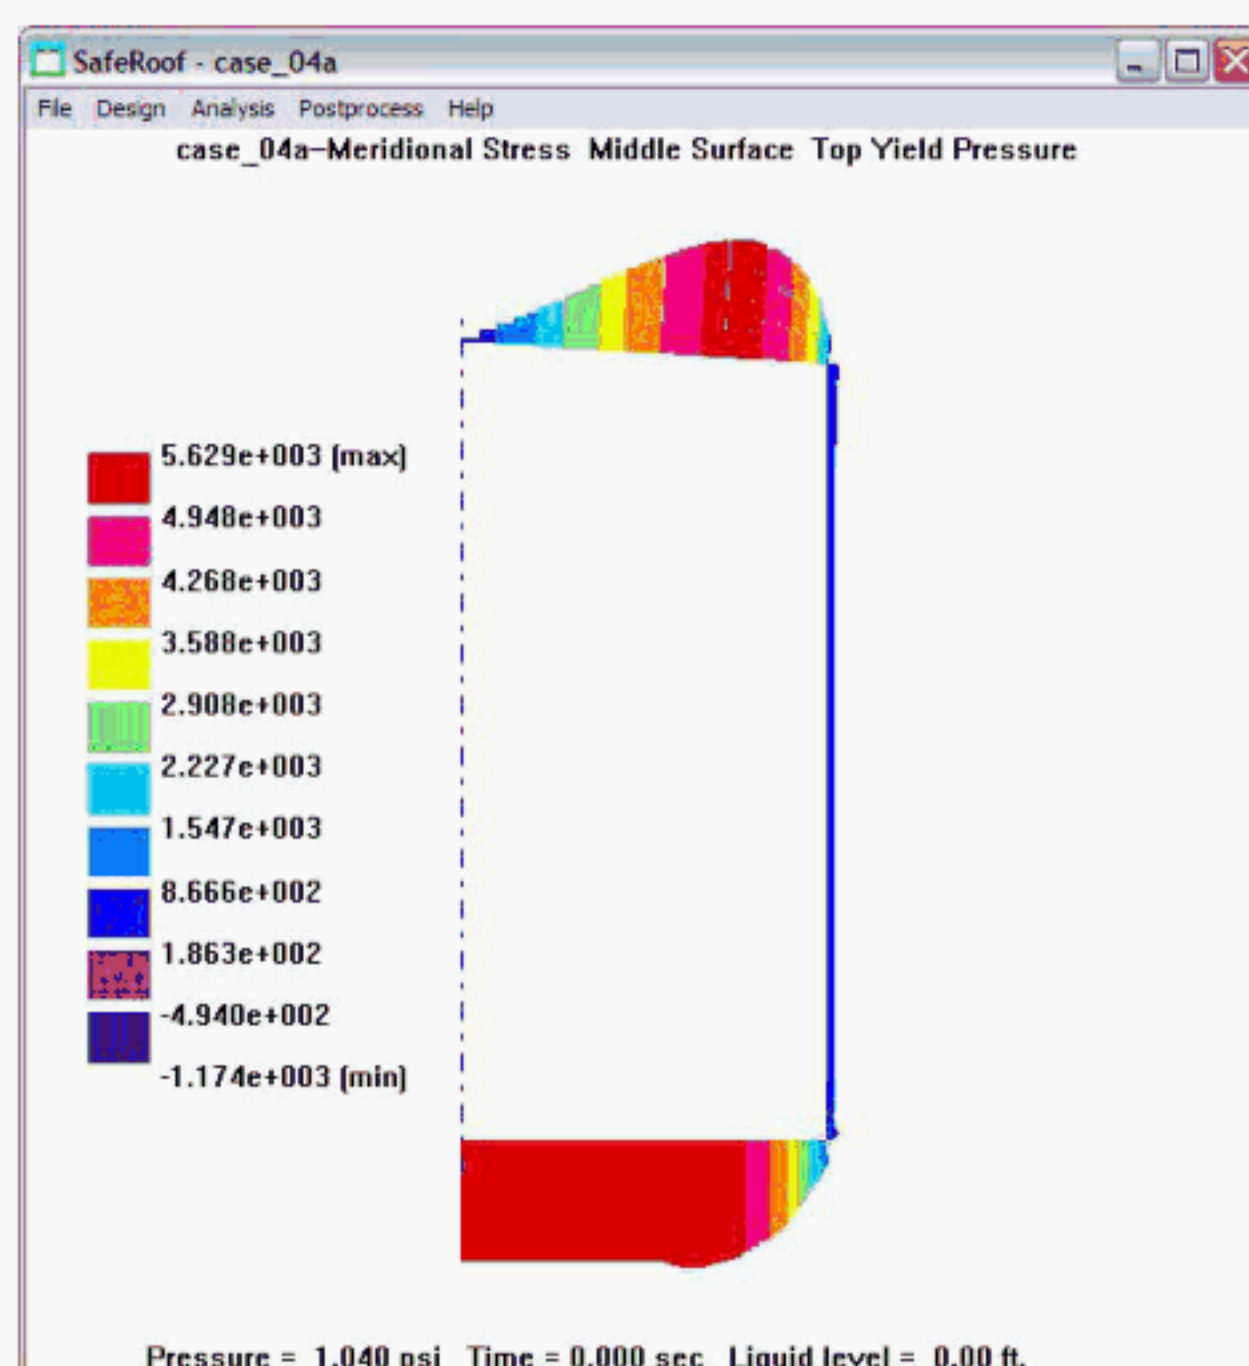 SafeRoof - case_04a
File Design Analysis Postprocess Help
case_04a-Meridional Stress Middle Surface Top Yield Pressure
5.629e+003 (max)
4.948e+003
4.268e+003
3.588e+003
2.908e+003
2.227e+003
1.547e+003
8.666e+002
1.863e+002
-4.940e+002
-1.174e+003 (min)
Pressure = 1.040 psi Time = 0.000 sec Liquid level = 0.00 ft.